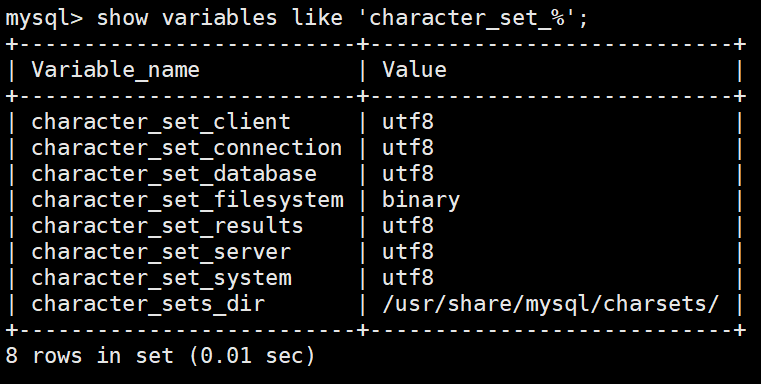 mysql> show variables like 'character_set_%';
+--------------------------+----------------------------+
| Variable_name            | Value                      |
+--------------------------+----------------------------+
| character_set_client     | utf8                       |
| character_set_connection | utf8                       |
| character_set_database   | utf8                       |
| character_set_filesystem | binary                     |
| character_set_results    | utf8                       |
| character_set_server     | utf8                       |
| character_set_system     | utf8                       |
| character_sets_dir       | /usr/share/mysql/charsets/ |
+--------------------------+----------------------------+
8 rows in set (0.01 sec)